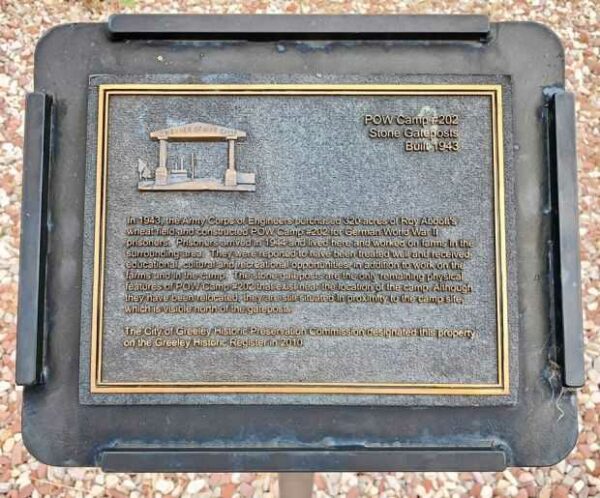 PRISONER OF WAR CAMP
POW Camp #202
Stone Gateposts
Built 1943
In 1943, the Army Corps of Engineers purchased 320 acres of Roy Abbott's
wheat field and constructed POW Camp #202 for German World War II
prisoners. Prisoners arrived in 1944 and lived here and worked on farms in the
surrounding area. They were reported to have been treated well and received
educational, cultural and recreational opportunities, in addition to work on the
farms and in the camp. The stone gateposts are the only remaining physical
features of POW Camp #202 that exist near the location of the camp. Although
they have been relocated, they are still situated in proximity to the camp site,
which is visible north of the gateposts.
The City of Greeley Historic Preservation Commission designated this property
on the Greeley Historic Register in 2010.